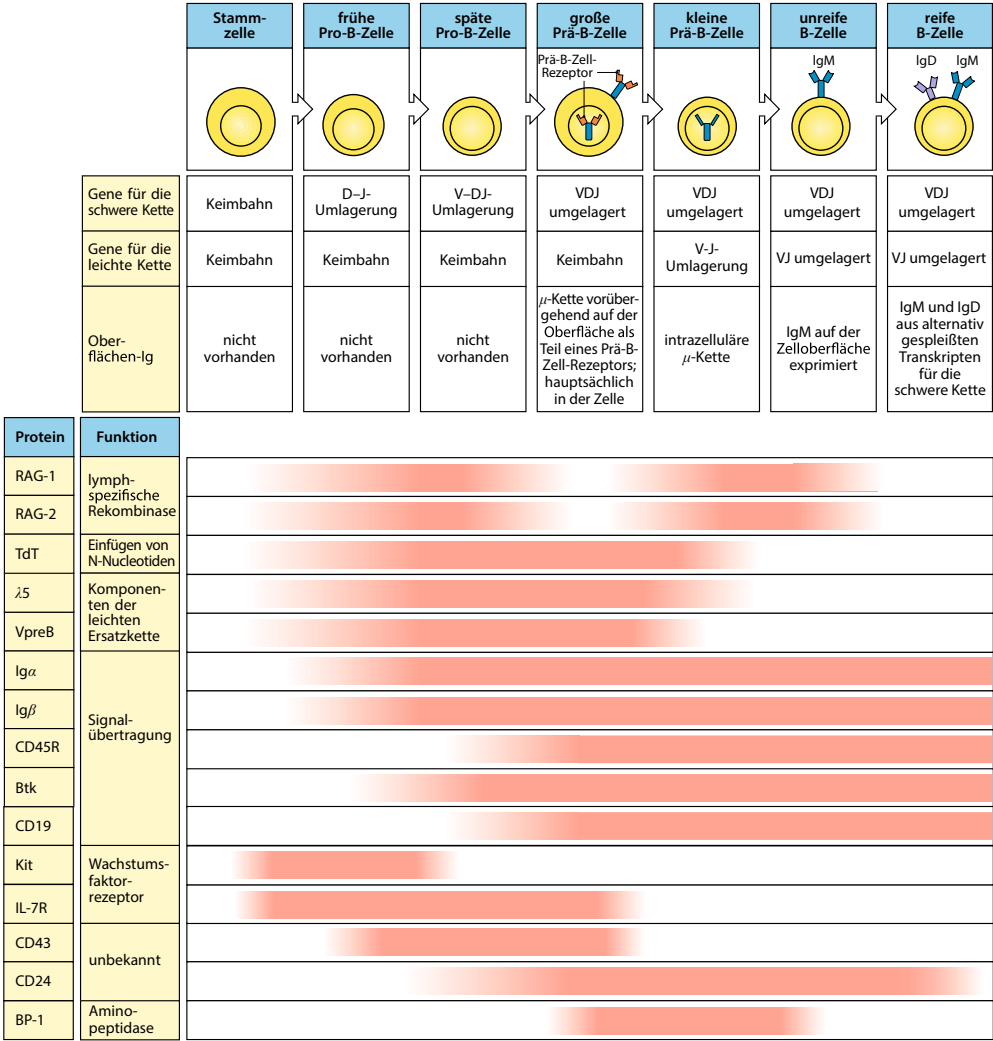 Stamm-
zelle
frühe
Pro-B-Zelle
späte
Pro-B-Zelle
große
Prä-B-Zelle
kleine
Prä-B-Zelle
unreife
B-Zelle
reife
B-Zelle
Prä-B-Zell-
Rezeptor
IgM
IgD
IgM
Gene für die
schwere Kette
Keimbahn
D–J-
Umlagerung
V–DJ-
Umlagerung
VDJ
umgelagert
VDJ
umgelagert
VDJ
umgelagert
VDJ
umgelagert
Gene für die
leichte Kette
Keimbahn
Keimbahn
Keimbahn
Keimbahn
V-J-
Umlagerung
VJ umgelagert
VJ umgelagert
Ober-
flächen-Ig
nicht
vorhanden
nicht
vorhanden
nicht
vorhanden
μ-Kette vorüber-
gehend auf der
Oberfläche als
Teil eines Prä-B-
Zell-Rezeptors;
hauptsächlich
in der Zelle
intrazelluläre
μ-Kette
IgM auf der
Zelloberfläche
exprimiert
IgM und IgD
aus alternativ
gespleißten
Transkripten
für die
schwere Kette
Protein
Funktion
RAG-1
RAG-2
lymph-
spezifische
Rekombinase
TdT
Einfügen von
N-Nucleotiden
λ5
VpreB
Komponen-
ten der
leichten
Ersatzkette
Igα
Igβ
CD45R
Btk
CD19
Signal-
übertragung
Kit
IL-7R
Wachstums-
faktor-
rezeptor
CD43
CD24
unbekannt
BP-1
Amino-
peptidase